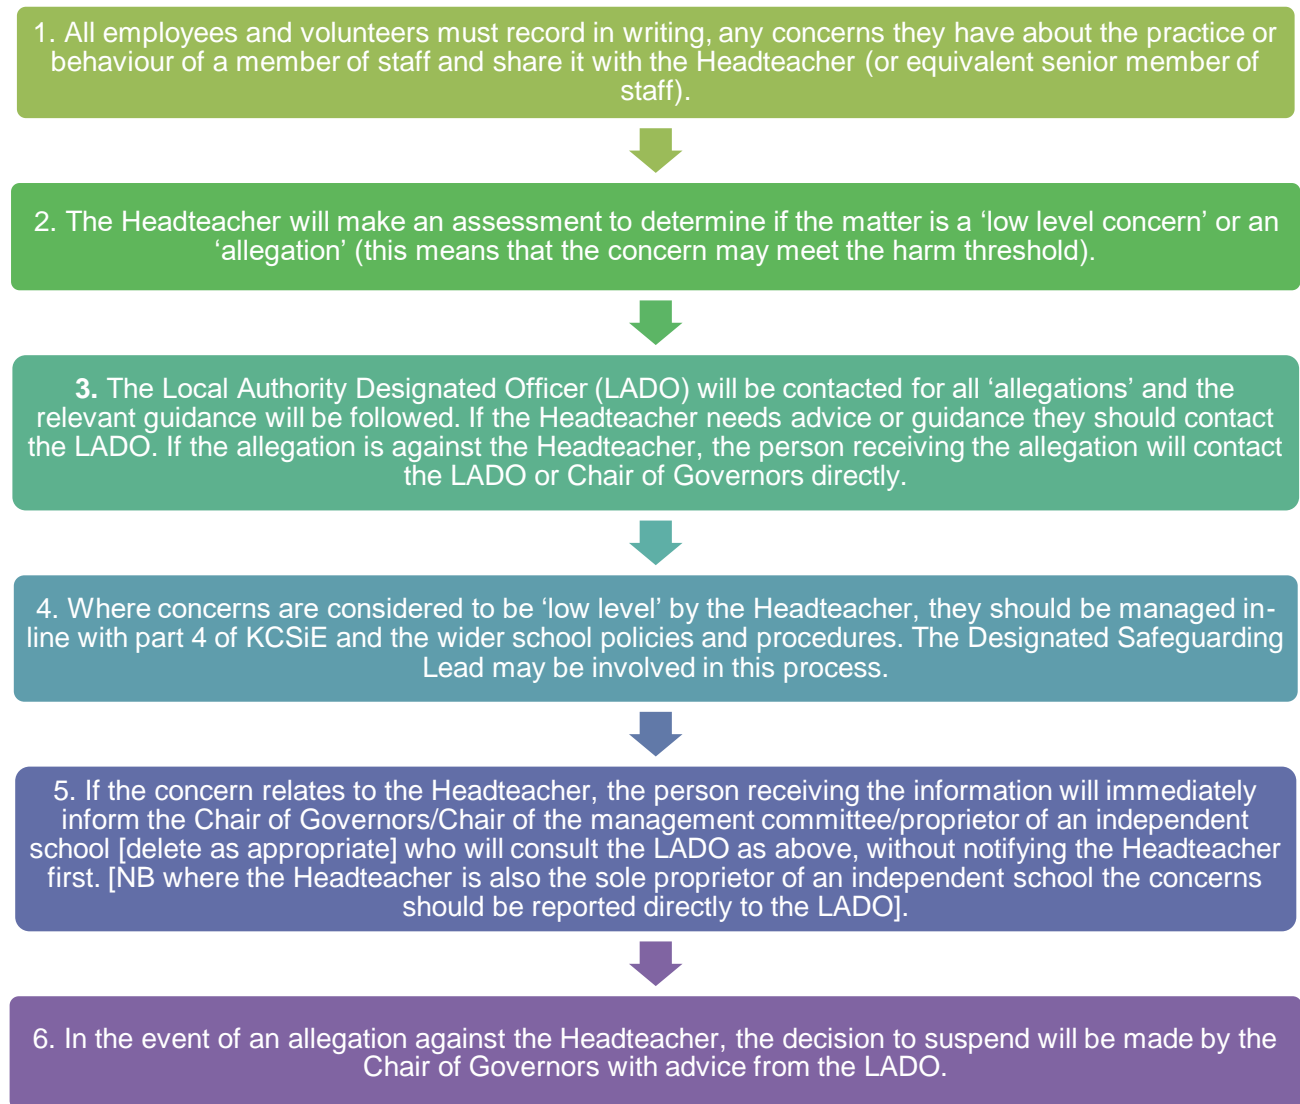 1. All employees and volunteers must record in writing, any concerns they have about the practice or
behaviour of a member of staff and share it with the Headteacher (or equivalent senior member of
staff).
2. The Headteacher will make an assessment to determine if the matter is a ‘low level concern’ or an
‘allegation’ (this means that the concern may meet the harm threshold).
3. The Local Authority Designated Officer (LADO) will be contacted for all ‘allegations’ and the
relevant guidance will be followed. If the Headteacher needs advice or guidance they should contact
the LADO. If the allegation is against the Headteacher, the person receiving the allegation will contact
the LADO or Chair of Governors directly.
4. Where concerns are considered to be ‘low level’ by the Headteacher, they should be managed in-
line with part 4 of KCSiE and the wider school policies and procedures. The Designated Safeguarding
Lead may be involved in this process.
5. If the concern relates to the Headteacher, the person receiving the information will immediately
inform the Chair of Governors/Chair of the management committee/proprietor of an independent
school [delete as appropriate] who will consult the LADO as above, without notifying the Headteacher
first. [NB where the Headteacher is also the sole proprietor of an independent school the concerns
should be reported directly to the LADO].
6. In the event of an allegation against the Headteacher, the decision to suspend will be made by the
Chair of Governors with advice from the LADO.